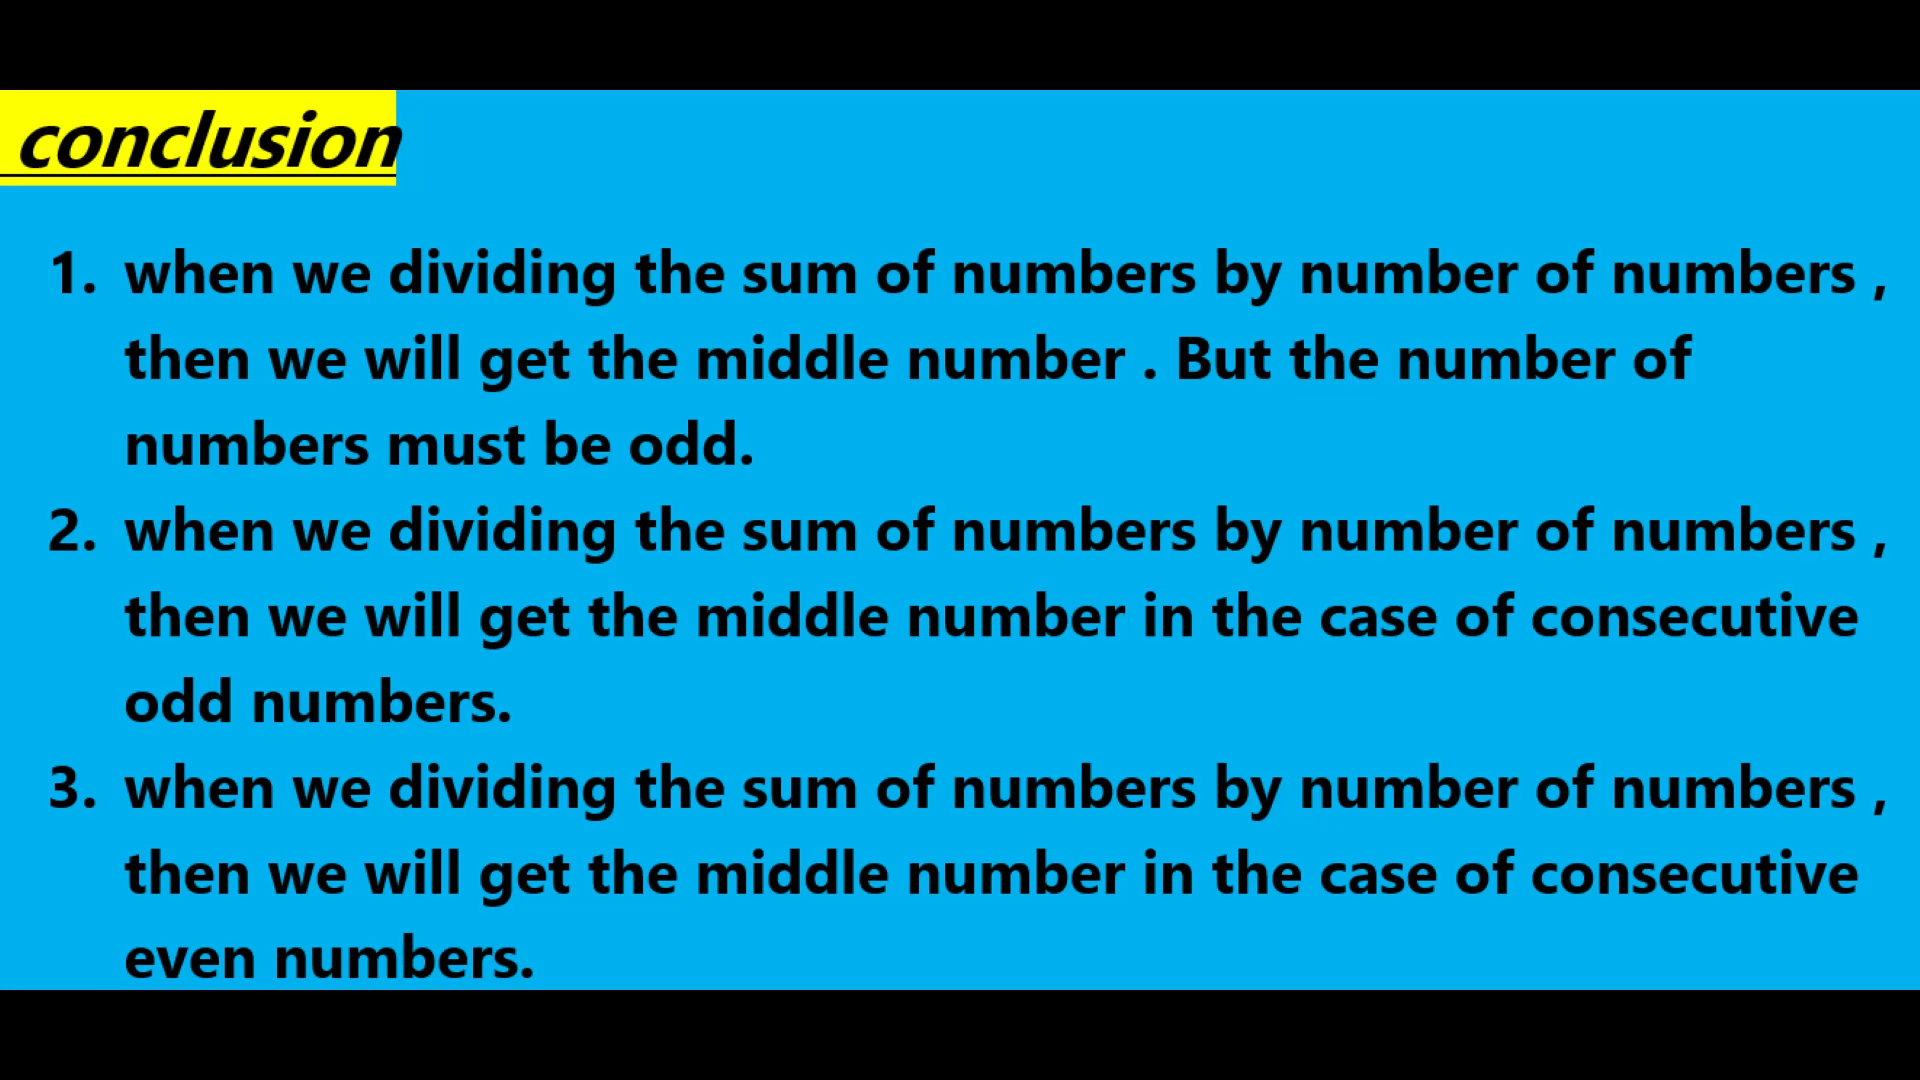 conclusion
1. when we dividing the sum of numbers by number of numbers ,
then we will get the middle number . But the number of
numbers must be odd.
2. when we dividing the sum of numbers by number of numbers ,
then we will get the middle number in the case of consecutive
odd numbers.
3. when we dividing the sum of numbers by number of numbers ,
then we will get the middle number in the case of consecutive
even numbers.